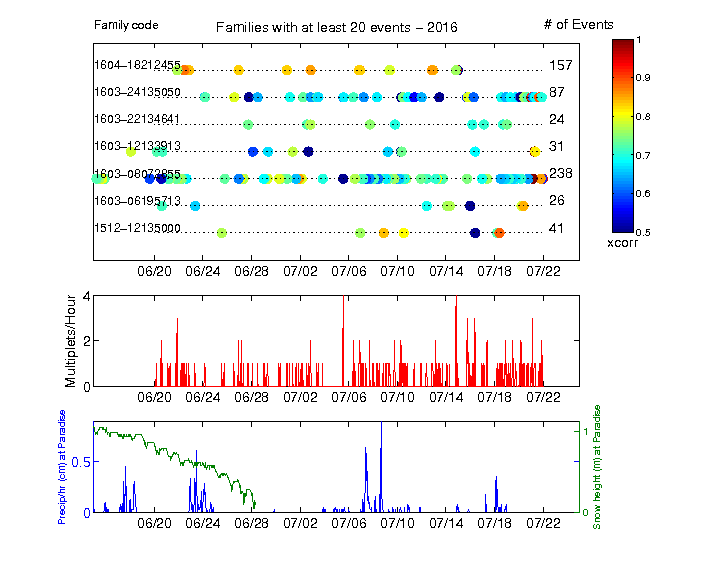 Family code
Families with at least 20 events – 2016
# of Events
1604–18212455
157
1603–24135050
87
1603–22134641
24
1603–12133913
31
1603–08072855
238
1603–06195713
26
1512–12135000
41
06/20 06/24 06/28 07/02 07/06 07/10 07/14 07/18 07/22
1
0.9
0.8
0.7
0.6
0.5
xcorr
Multiplets/Hour
4
2
0
06/20 06/24 06/28 07/02 07/06 07/10 07/14 07/18 07/22
Precip/hr (cm) at Paradise
0.5
0
1
0
Snow height (m) at Paradise
06/20 06/24 06/28 07/02 07/06 07/10 07/14 07/18 07/22